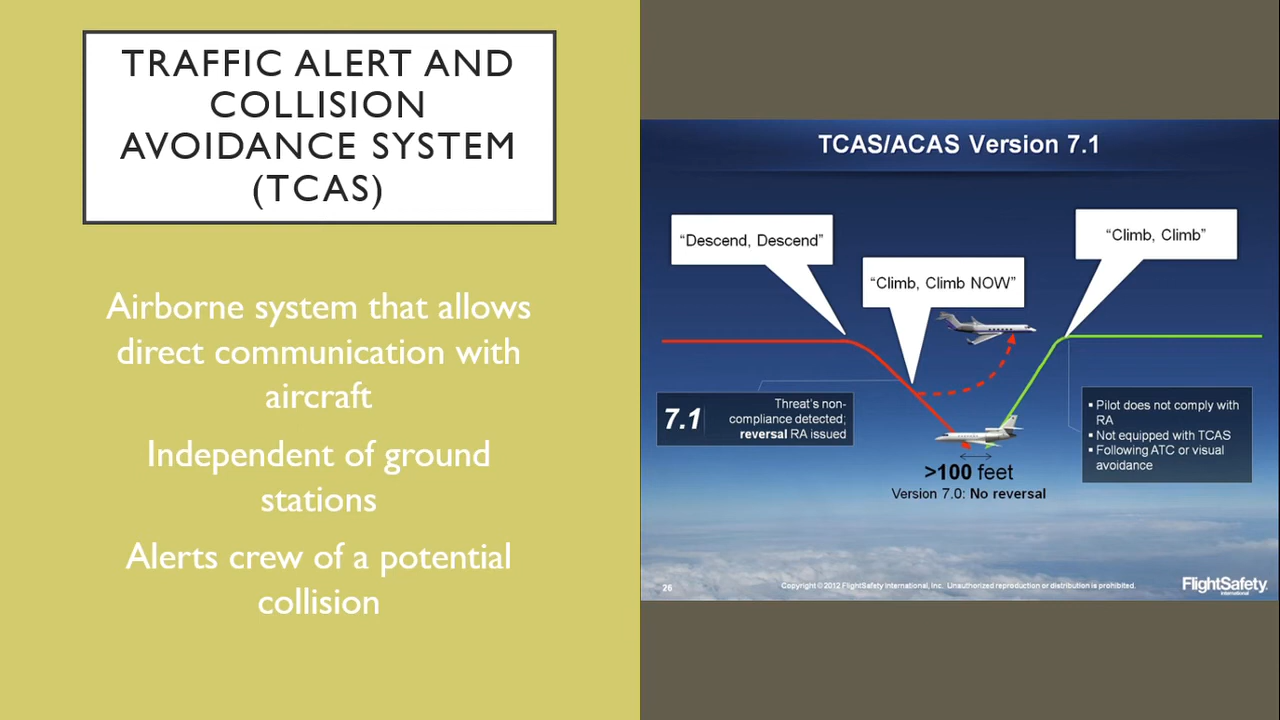 TRAFFIC ALERT AND
COLLISION
AVOIDANCE SYSTEM
(TCAS)
Airborne system that allows
direct communication with
aircraft
Independent of ground
stations
Alerts crew of a potential
collision
TCAS/ACAS Version 7.1
“Descend, Descend”
“Climb, Climb NOW”
“Climb, Climb”
7.1
Threat's non-
compliance detected;
reversal RA issued
▪ Pilot does not comply with
RA
▪ Not equipped with TCAS
▪ Following ATC or visual
avoidance
>100 feet
Version 7.0: No reversal
26
Copyright © 2012 FlightSafety International, Inc. Unauthorized reproduction or distribution is prohibited.
FlightSafety
international